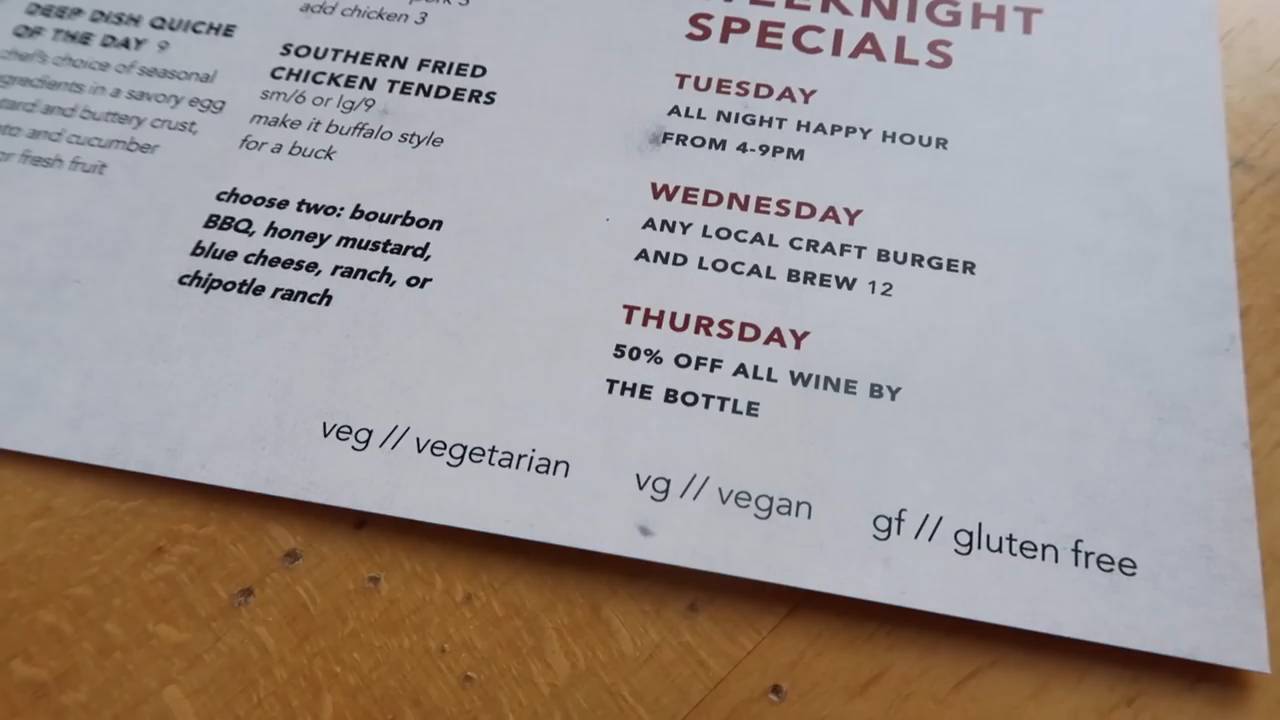 DEEP DISH QUICHE
OF THE DAY 9
chef's choice of seasonal
ingredients in a savory egg
custard and buttery crust,
and cucumber
or fresh fruit
add chicken 3
SOUTHERN FRIED
CHICKEN TENDERS
sm/6 or lg/9
make it buffalo style
for a buck
choose two: bourbon
BBQ, honey mustard,
blue cheese, ranch, or
chipotle ranch
WEEKNIGHT
SPECIALS
TUESDAY
ALL NIGHT HAPPY HOUR
FROM 4-9PM
WEDNESDAY
ANY LOCAL CRAFT BURGER
AND LOCAL BREW 12
THURSDAY
50% OFF ALL WINE BY
THE BOTTLE
veg // vegetarian
vg // vegan
gf // gluten free